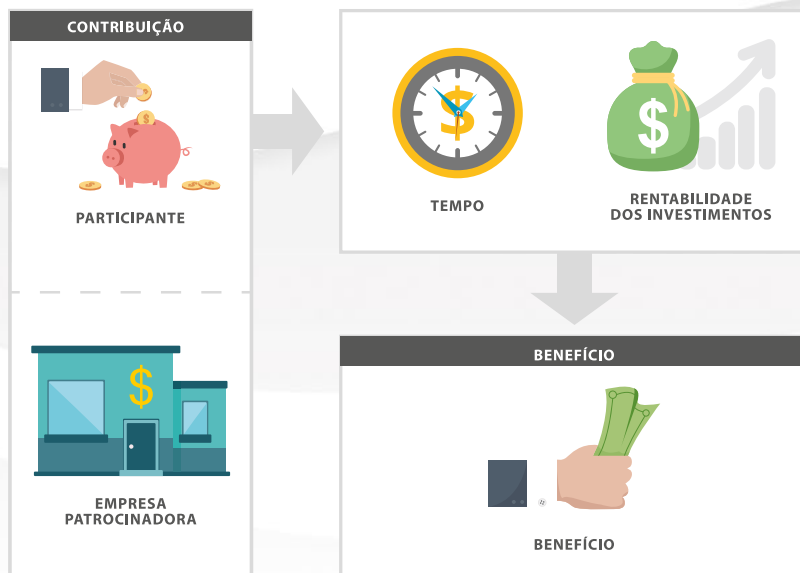 CONTRIBUIÇÃO
$
$
$
$
$
PARTICIPANTE
$
EMPRESA
PATROCINADORA
$
TEMPO
$
RENTABILIDADE
DOS INVESTIMENTOS
BENEFÍCIO
BENEFÍCIO